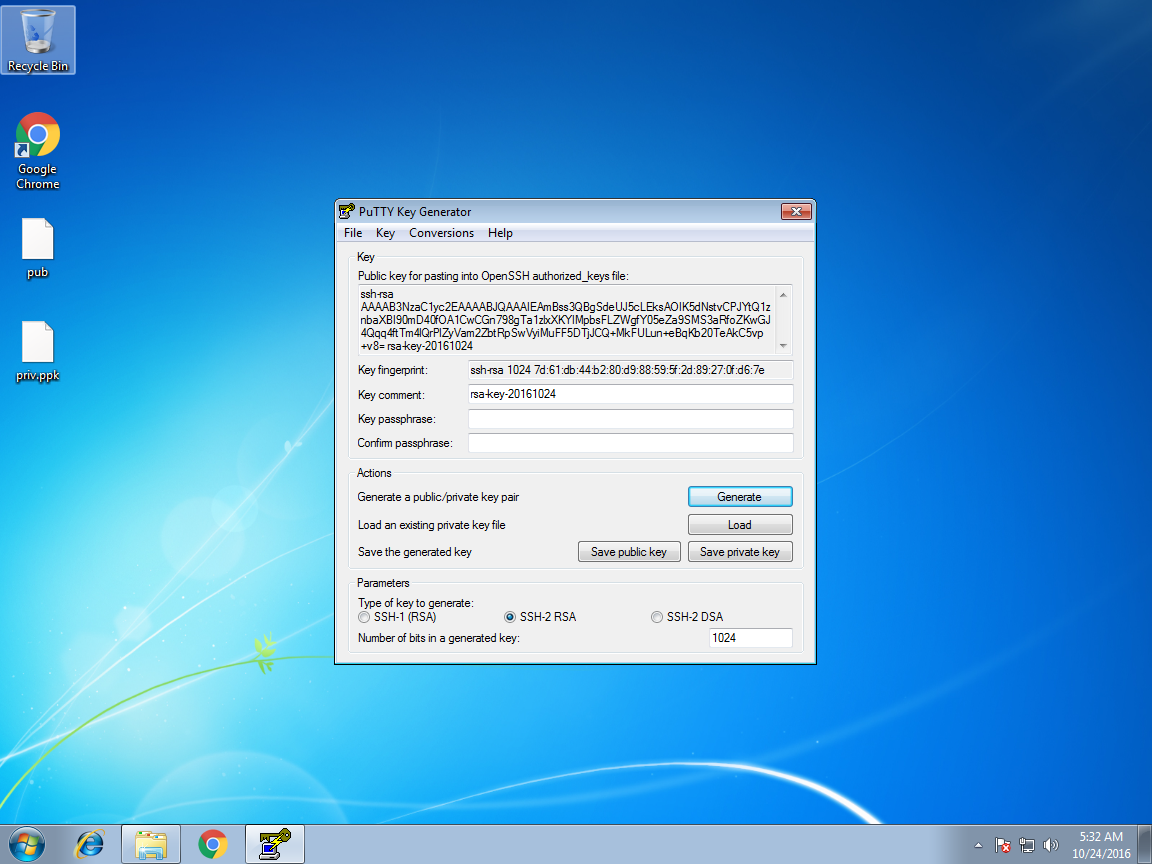 Recycle Bin
Google
Chrome
pub
priv.ppk
PuTTY Key Generator
File Key Conversions Help
Key
Public key for pasting into OpenSSH authorized_keys file:
ssh-rsa
AAAAB3NzaC1yc2EAAAABJQAAAIEAmBss3QBgSdeUJ5cLEksAOIK5dNstvCPJYtQ1z
nbaXBI90mD40fOA1CwCGn798gTa1zlxXKYIMpbsFLZWgfY05eZa9SMS3aRfoZKwGJ
4Qqq4ftTm4lQrPIZyVam2ZbtRpSwVyiMuFF5DTjJCQ+MkFULun+eBqKb20TeAkC5vp
+v8= rsa-key-20161024
Key fingerprint: ssh-rsa 1024 7d:61:db:44:b2:80:d9:88:59:5f:2d:89:27:0f:d6:7e
Key comment: rsa-key-20161024
Key passphrase:
Confirm passphrase:
Actions
Generate a public/private key pair Generate
Load an existing private key file Load
Save the generated key Save public key Save private key
Parameters
Type of key to generate:
SSH-1 (RSA) SSH-2 RSA SSH-2 DSA
Number of bits in a generated key: 1024
5:32 AM
10/24/2016